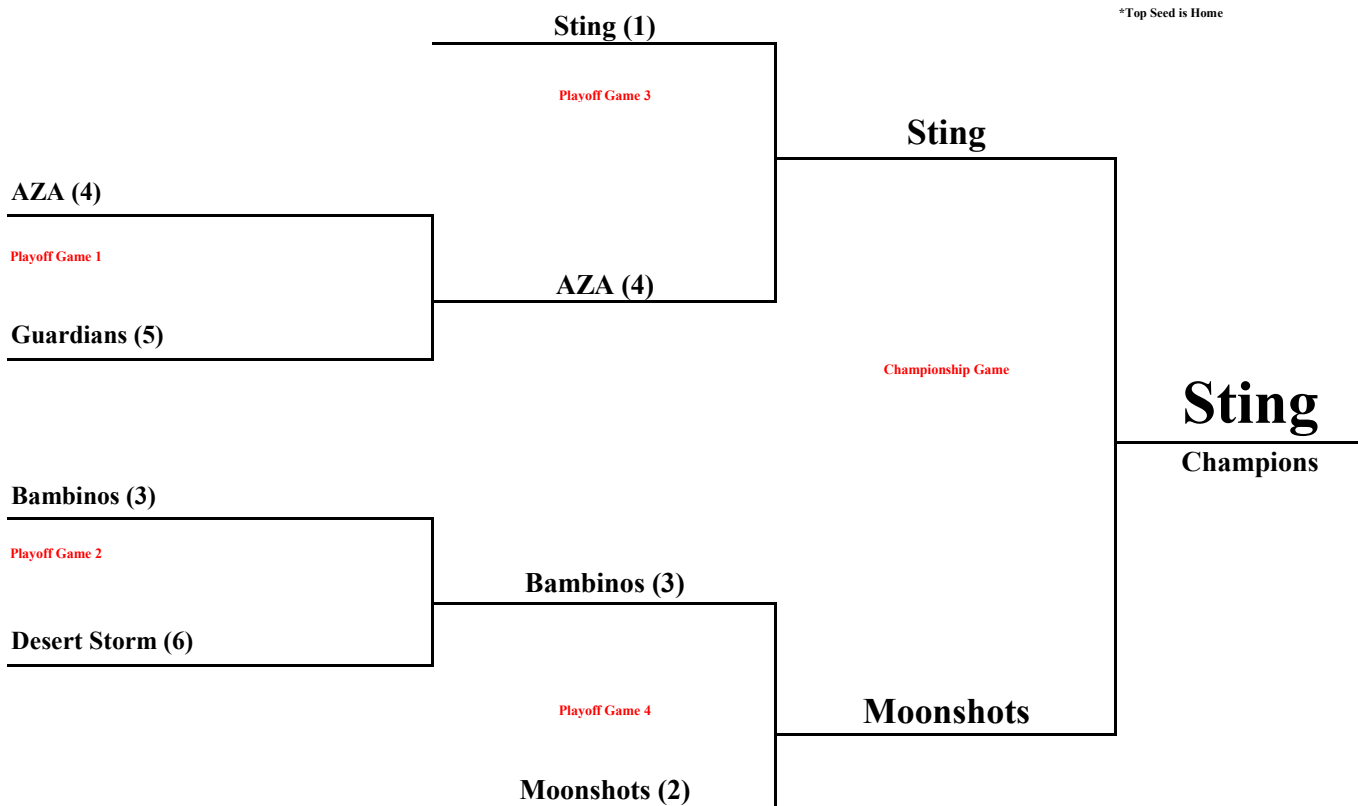 *Top Seed is Home
Sting (1)
Playoff Game 3
Sting
AZA (4)
Playoff Game 1
AZA (4)
Guardians (5)
Championship Game
Sting
Champions
Bambinos (3)
Playoff Game 2
Bambinos (3)
Desert Storm (6)
Playoff Game 4
Moonshots
Moonshots (2)